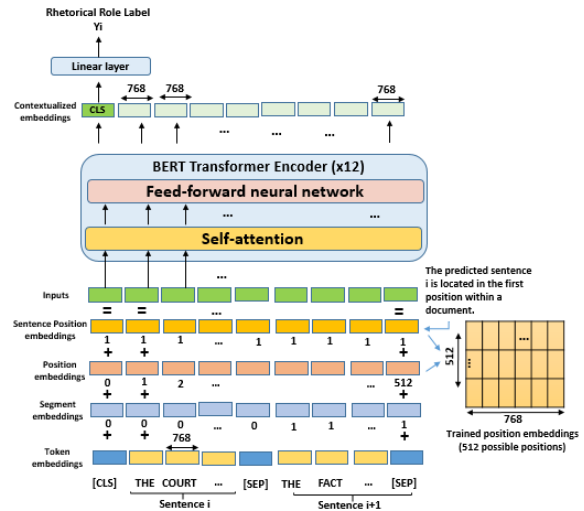 Rhetorical Role Label
Yi
Linear layer
768 768 768
Contextualized
embeddings
CLS
... ...
BERT Transformer Encoder (x12)
Feed-forward neural network
... ...
Self-attention
...
The predicted sentence
i is located in the first
position within a
document.
Inputs
= = =
Sentence Position
embeddings
1 1 1 ... 1 1 1 1 1
+ + +
Position
embeddings
0 1 2 ... ... 512
+ + +
Segment
embeddings
0 0 0 ... 0 1 1 ... 1
+ + +
768
Token
embeddings
[CLS] THE COURT ... [SEP] THE FACT ... [SEP]
Sentence i
Sentence i+1
...
512
...
768
Trained position embeddings
(512 possible positions)